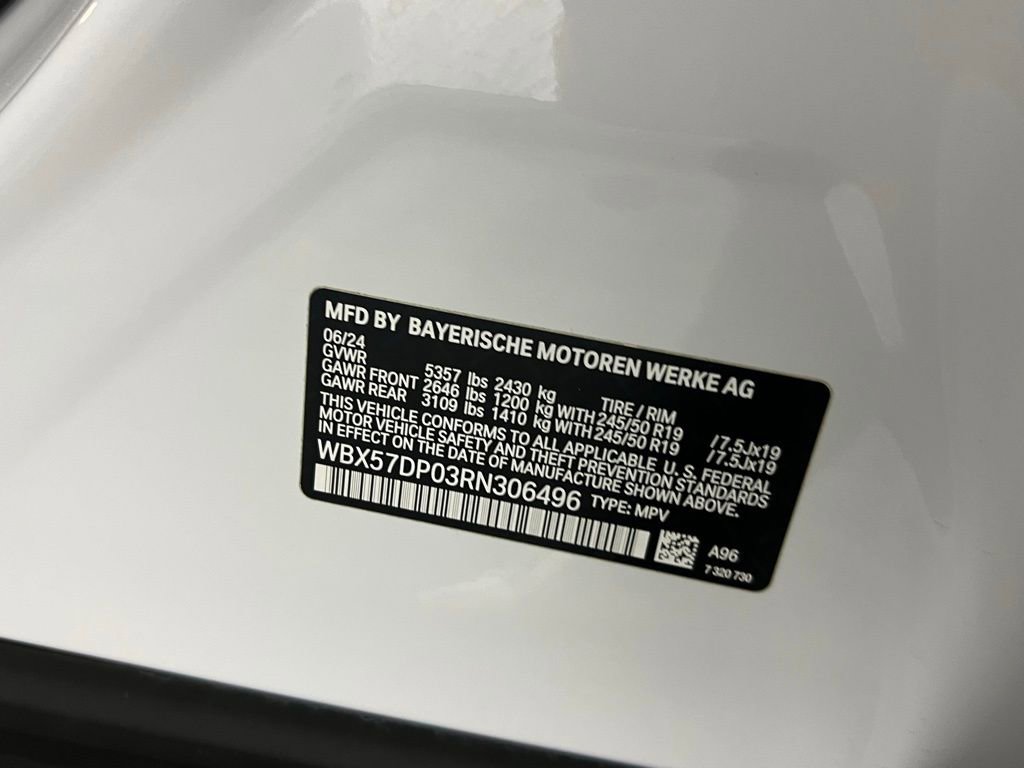 MFD BY BAYERISCHE MOTOREN WERKE AG
06/24
GVWR 5357 lbs 2430 kg TIRE / RIM
GAWR FRONT 2646 lbs 1200 kg WITH 245/50 R19 / 7.5Jx19
GAWR REAR 3109 lbs 1410 kg WITH 245/50 R19 / 7.5Jx19
THIS VEHICLE CONFORMS TO ALL APPLICABLE U. S. FEDERAL
MOTOR VEHICLE SAFETY AND THEFT PREVENTION STANDARDS
IN EFFECT ON THE DATE OF MANUFACTURE SHOWN ABOVE.
WBX57DP03RN306496 TYPE: MPV
A96
7 320 730